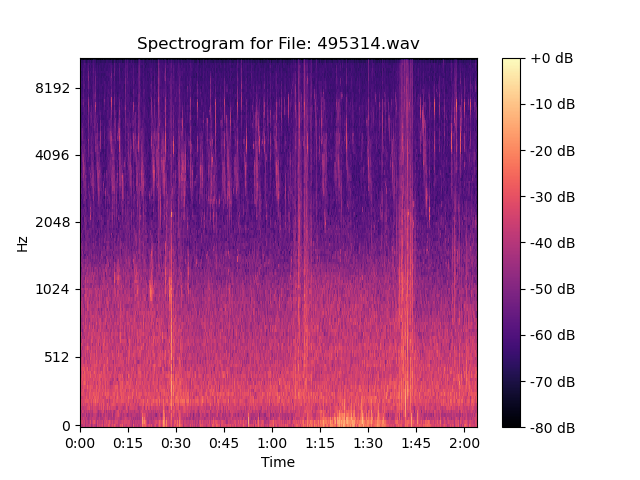 Spectrogram for File: 495314.wav
8192
4096
2048
1024
512
0
Hz
0:00 0:15 0:30 0:45 1:00 1:15 1:30 1:45 2:00
Time
+0 dB
-10 dB
-20 dB
-30 dB
-40 dB
-50 dB
-60 dB
-70 dB
-80 dB